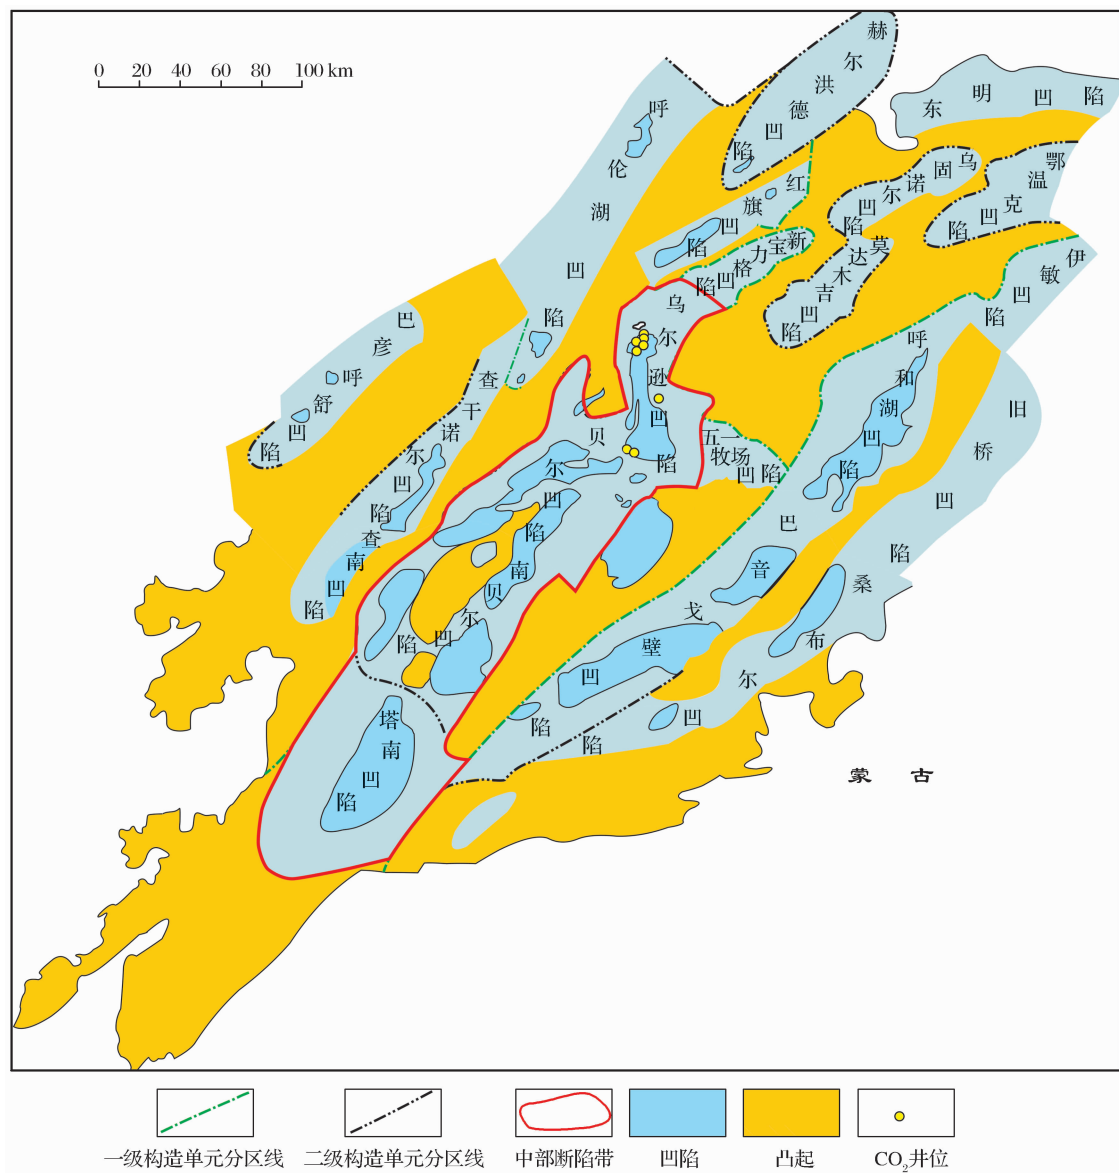 0 20 40 60 80 100 km
赫尔洪德凹陷
东明凹陷
呼伦湖凹陷
红旗凹陷
乌固诺尔凹陷
鄂温克凹陷
新宝力格凹陷
莫达木吉凹陷
伊敏凹陷
巴彦呼舒凹陷
查干诺尔凹陷
乌尔逊凹陷
呼和湖凹陷
旧桥凹陷
五一牧场凹陷
贝尔凹陷
查南凹陷
南贝尔凹陷
巴音戈壁凹陷
桑布尔凹陷
塔南凹陷
陷
蒙古
一级构造单元分区线
二级构造单元分区线
中部断陷带
凹陷
凸起
CO₂井位